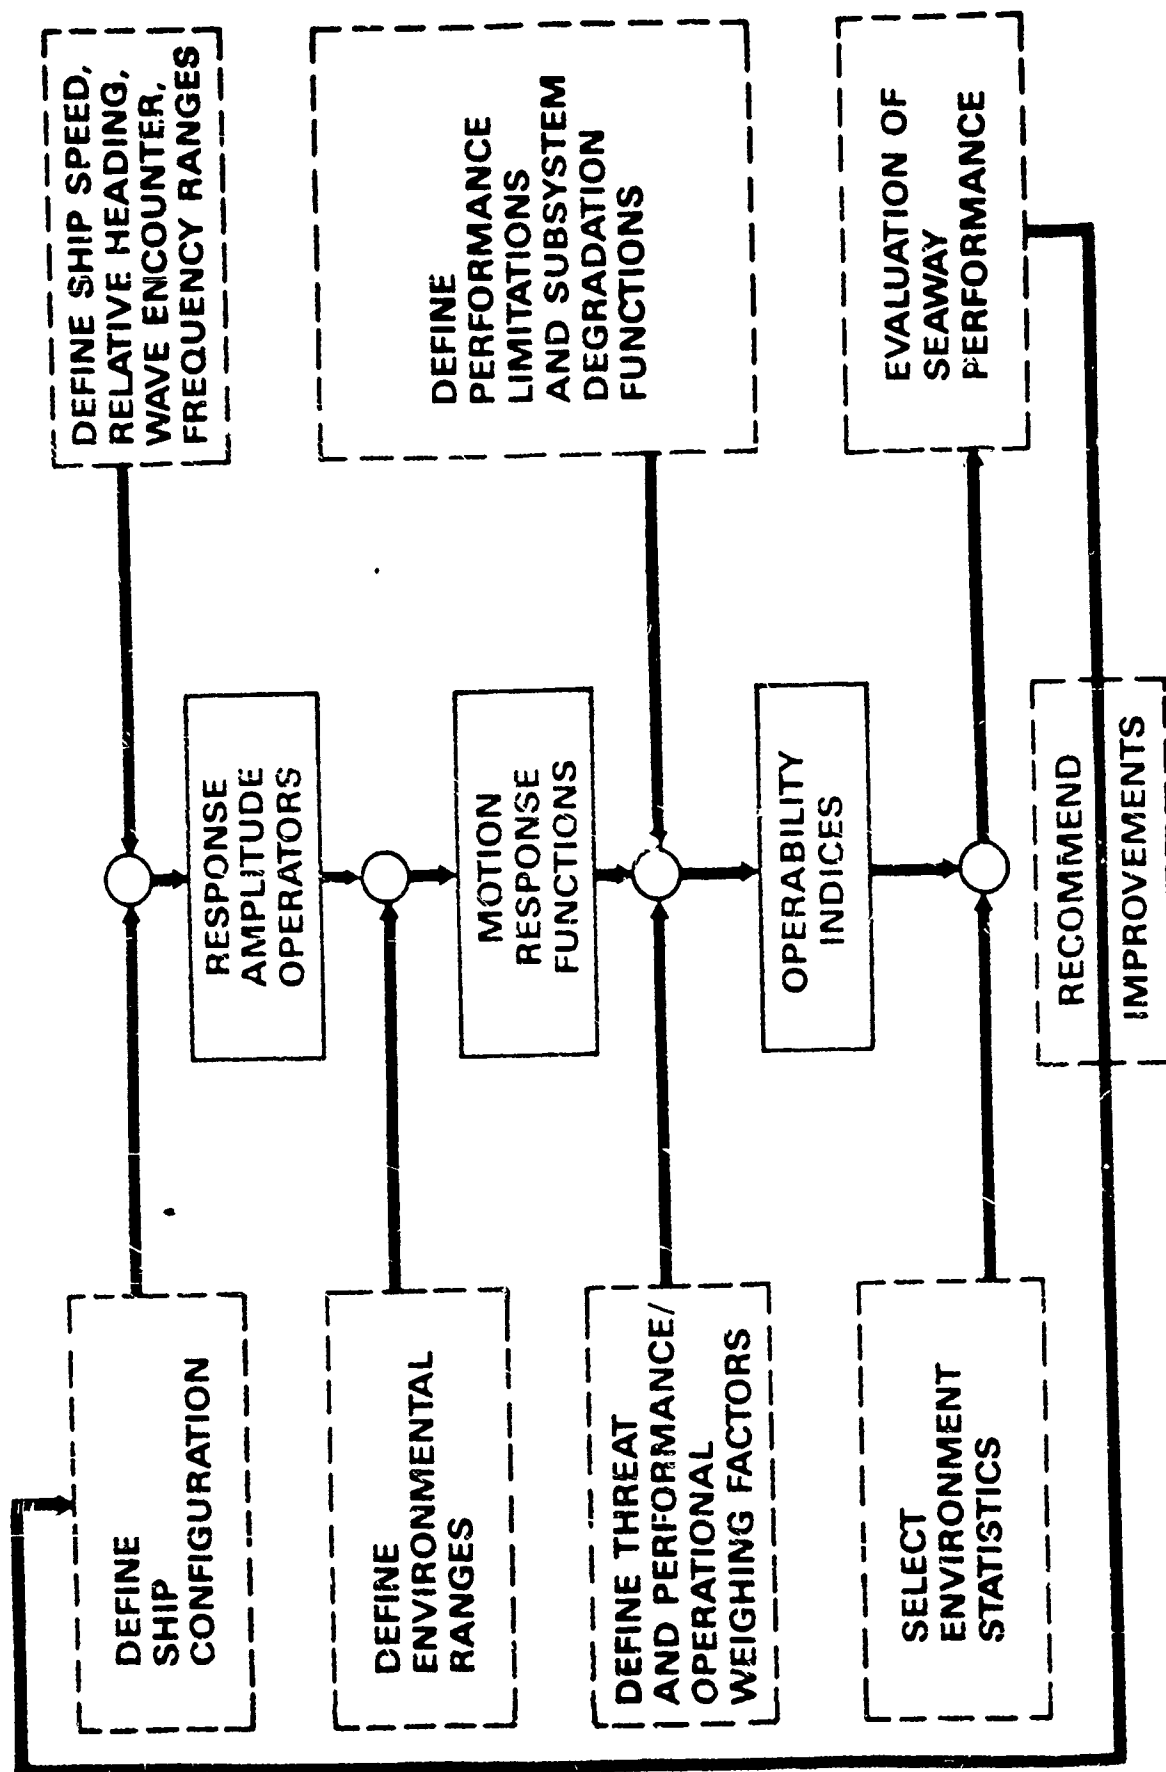 DEFINE
SHIP
CONFIGURATION
DEFINE SHIP SPEED,
RELATIVE HEADING,
WAVE ENCOUNTER,
FREQUENCY RANGES
RESPONSE
AMPLITUDE
OPERATORS
DEFINE
ENVIRONMENTAL
RANGES
MOTION
RESPONSE
FUNCTIONS
DEFINE
PERFORMANCE
LIMITATIONS
AND SUBSYSTEM
DEGRADATION
FUNCTIONS
DEFINE THREAT
AND PERFORMANCE/
OPERATIONAL
WEIGHING FACTORS
OPERABILITY
INDICES
SELECT
ENVIRONMENT
STATISTICS
EVALUATION OF
SEAWAY
PERFORMANCE
RECOMMEND
IMPROVEMENTS